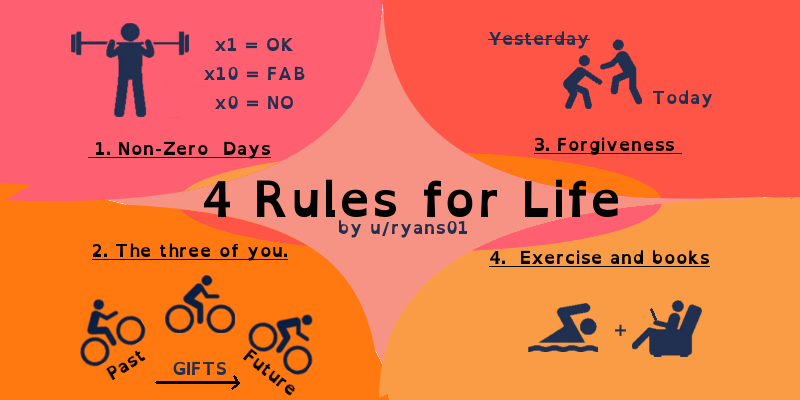 4 Rules for Life
by u/ryans01
x1 = OK
x10 = FAB
x0 = NO
1. Non-Zero Days
2. The three of you.
Past
GIFTS
Future
Yesterday
Today
3. Forgiveness
4. Exercise and books
+